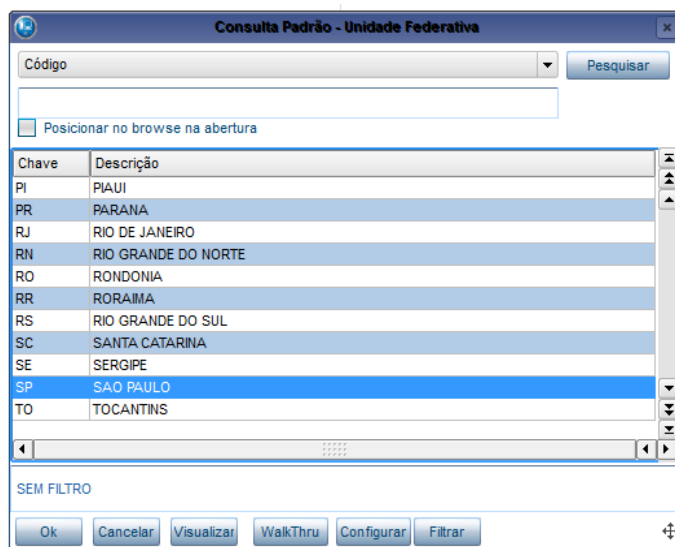 Consulta Padrão - Unidade Federativa
Código
Pesquisar
Posicionar no browse na abertura
Chave Descrição
PI PIAUI
PR PARANA
RJ RIO DE JANEIRO
RN RIO GRANDE DO NORTE
RO RONDONIA
RR RORAIMA
RS RIO GRANDE DO SUL
SC SANTA CATARINA
SE SERGIPE
SP SAO PAULO
TO TOCANTINS
SEM FILTRO
Ok Cancelar Visualizar WalkThru Configurar Filtrar